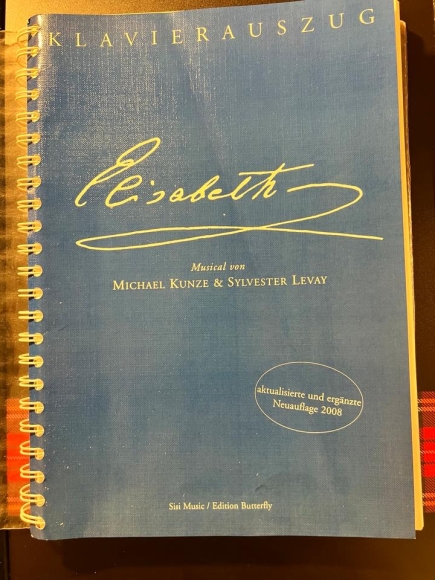 KLAVIERAUSZUG
Elisabeth
Musical von
MICHAEL KUNZE & SYLVESTER LEVAY
aktualisierte und ergänzte
Neuauflage 2008
Sisi Music / Edition Butterfly